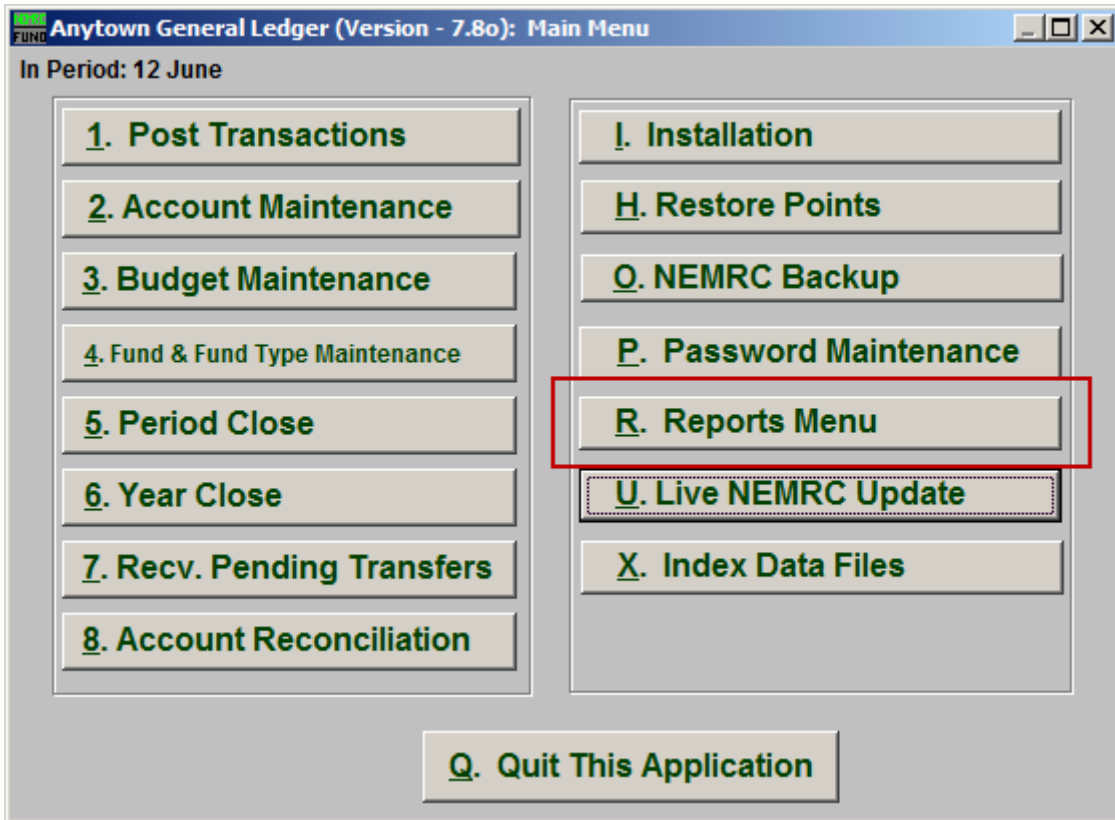 Anytown General Ledger (Version - 7.8o): Main Menu
FUND
In Period: 12 June
1. Post Transactions
2. Account Maintenance
3. Budget Maintenance
4. Fund & Fund Type Maintenance
5. Period Close
6. Year Close
7. Recv. Pending Transfers
8. Account Reconciliation
I. Installation
H. Restore Points
O. NEMRC Backup
P. Password Maintenance
R. Reports Menu
U. Live NEMRC Update
X. Index Data Files
Q. Quit This Application